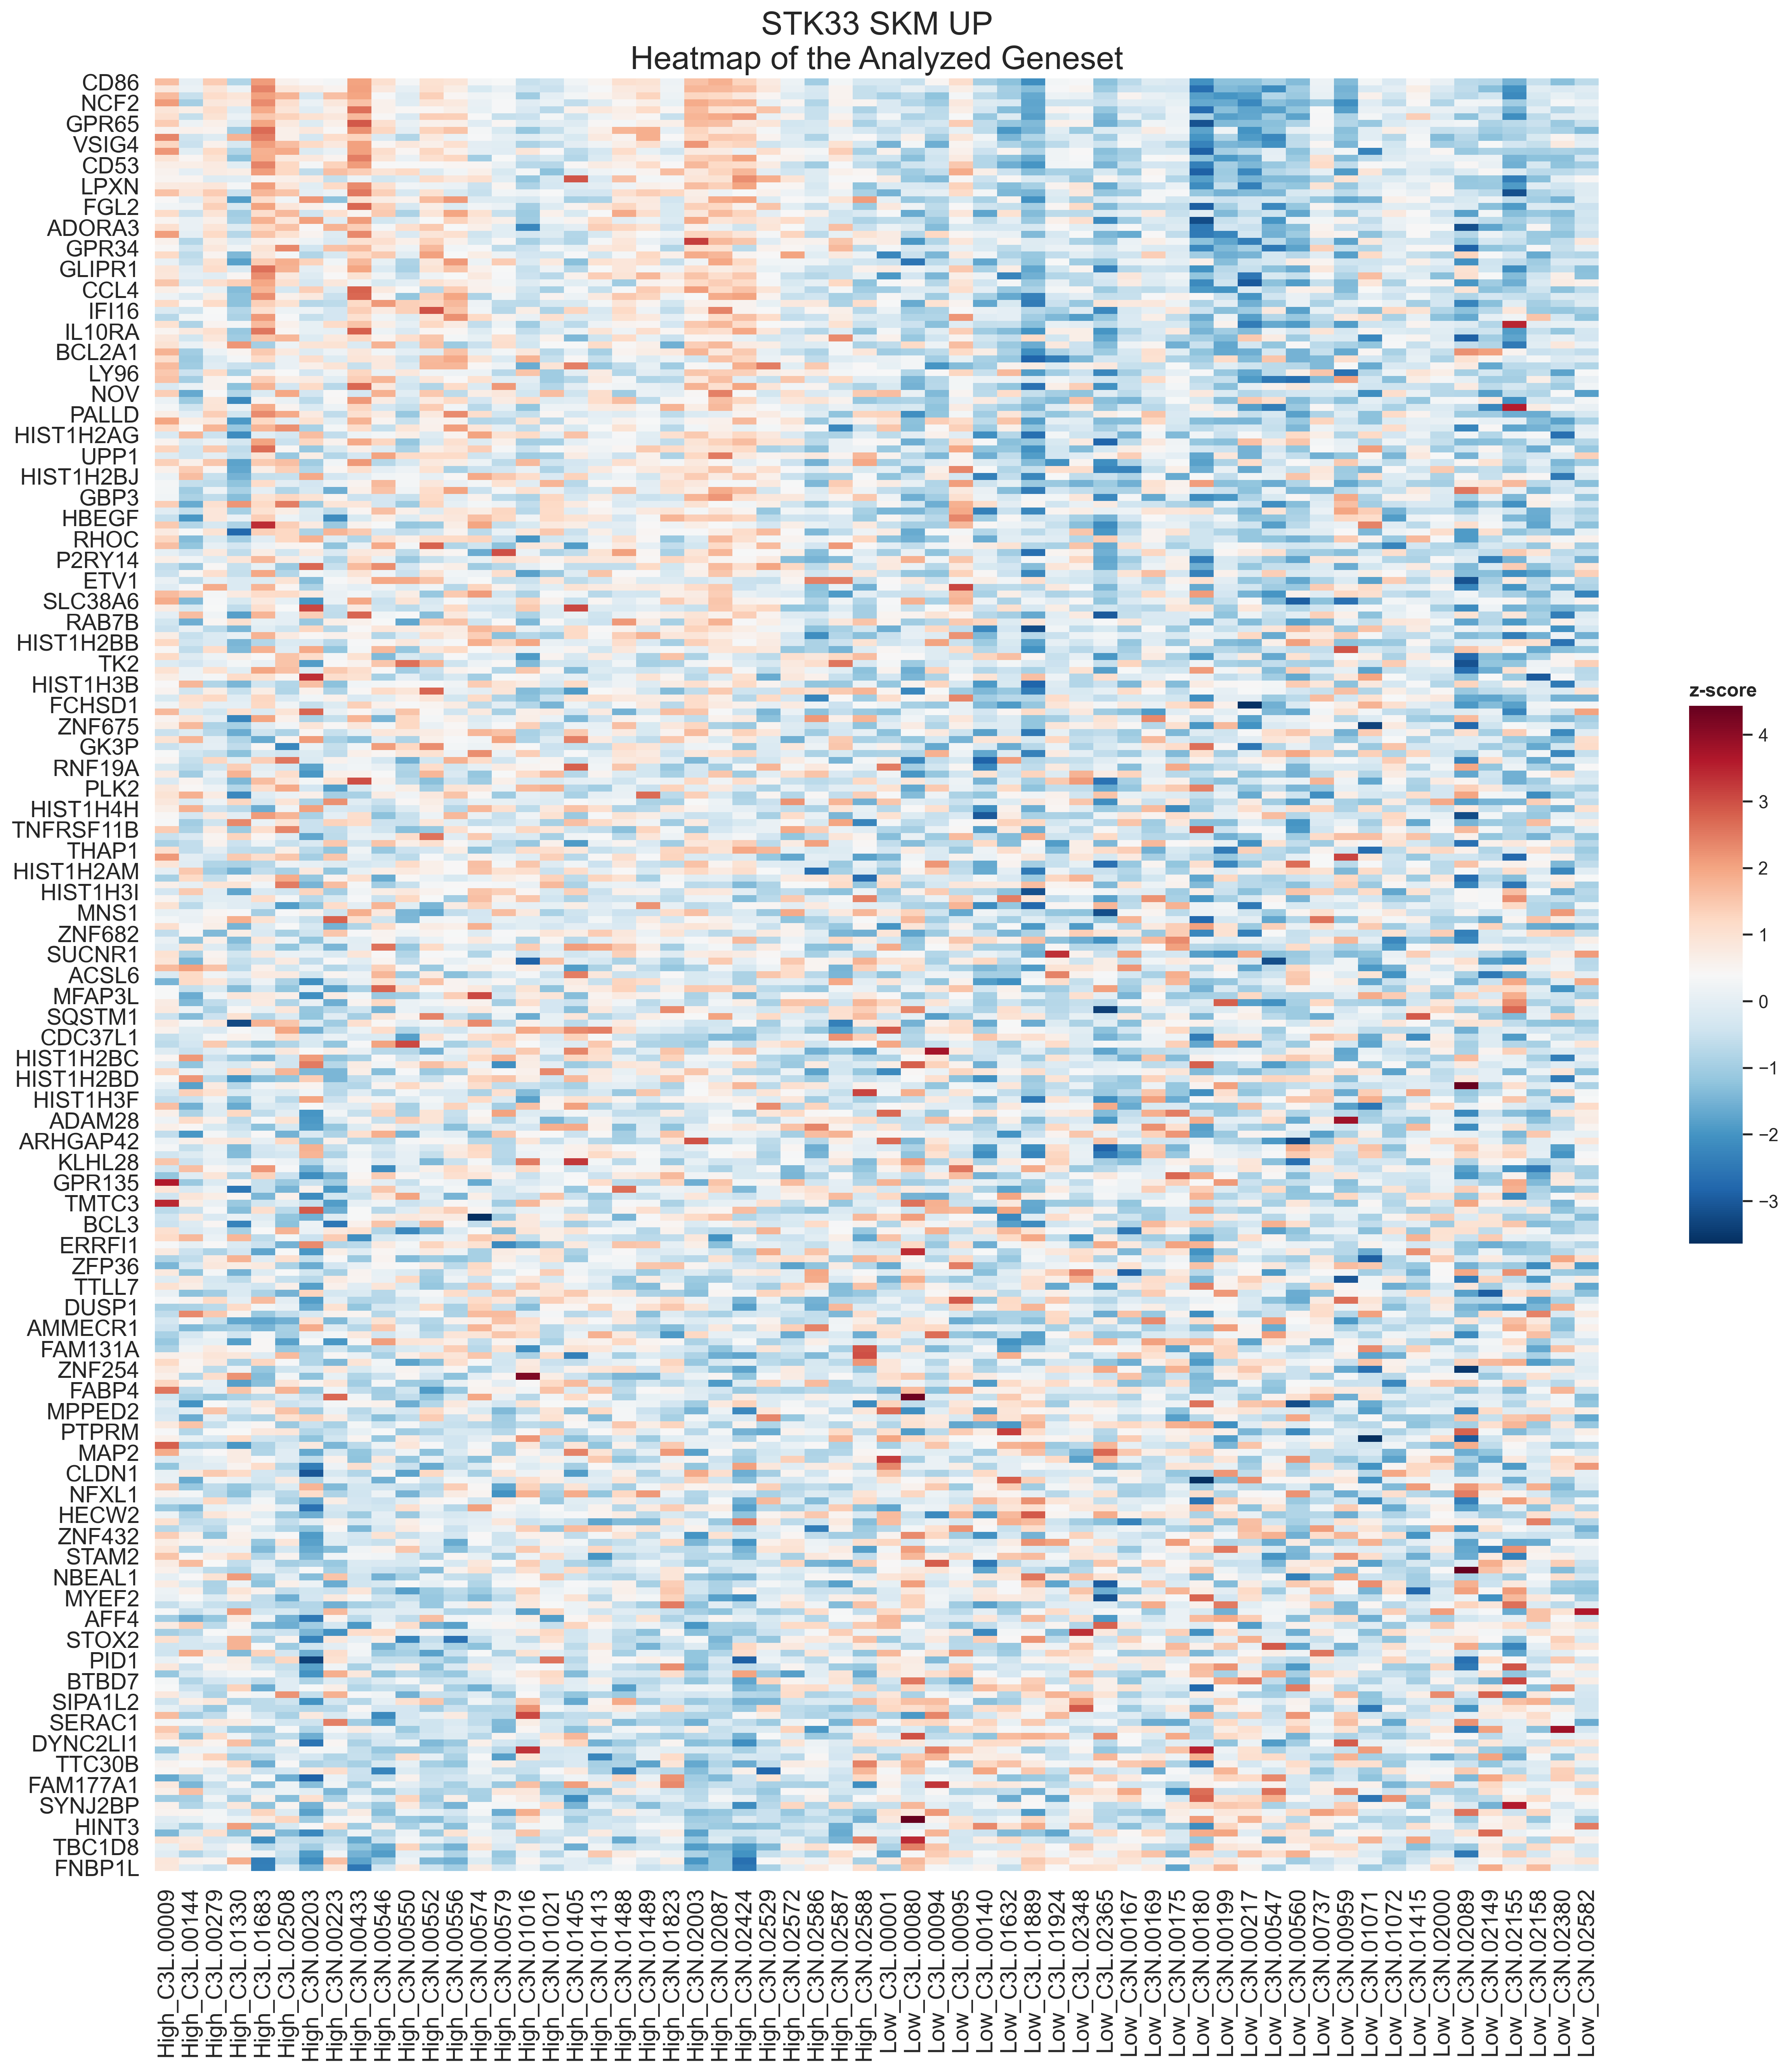 STK33 SKM UP
Heatmap of the Analyzed Geneset
CD86
NCF2
GPR65
VSIG4
CD53
LPXN
FGL2
ADORA3
GPR34
GLIPR1
CCL4
IFI16
IL10RA
BCL2A1
LY96
NOV
PALLD
HIST1H2AG
UPP1
HIST1H2BJ
GBP3
HBEGF
RHOC
P2RY14
ETV1
SLC38A6
RAB7B
HIST1H2BB
TK2
HIST1H3B
FCHSD1
ZNF675
GK3P
RNF19A
PLK2
HIST1H4H
TNFRSF11B
THAP1
HIST1H2AM
HIST1H3I
MNS1
ZNF682
SUCNR1
ACSL6
MFAP3L
SQSTM1
CDC37L1
HIST1H2BC
HIST1H2BD
HIST1H3F
ADAM28
ARHGAP42
KLHL28
GPR135
TMTC3
BCL3
ERRFI1
ZFP36
TTLL7
DUSP1
AMMECR1
FAM131A
ZNF254
FABP4
MPPED2
PTPRM
MAP2
CLDN1
NFXL1
HECW2
ZNF432
STAM2
NBEAL1
MYEF2
AFF4
STOX2
PID1
BTBD7
SIPA1L2
SERAC1
DYNC2LI1
TTC30B
FAM177A1
SYNJ2BP
HINT3
TBC1D8
FNBP1L
High_C3L.00009
High_C3L.00144
High_C3L.00279
High_C3L.01330
High_C3L.01683
High_C3L.02508
High_C3N.00203
High_C3N.00223
High_C3N.00433
High_C3N.00546
High_C3N.00550
High_C3N.00552
High_C3N.00556
High_C3N.00574
High_C3N.00579
High_C3N.01016
High_C3N.01021
High_C3N.01405
High_C3N.01413
High_C3N.01488
High_C3N.01489
High_C3N.01823
High_C3N.02003
High_C3N.02087
High_C3N.02424
High_C3N.02529
High_C3N.02572
High_C3N.02586
High_C3N.02587
High_C3N.02588
Low_C3L.00001
Low_C3L.00080
Low_C3L.00094
Low_C3L.00095
Low_C3L.00140
Low_C3L.01632
Low_C3L.01889
Low_C3L.01924
Low_C3L.02348
Low_C3L.02365
Low_C3N.00167
Low_C3N.00169
Low_C3N.00175
Low_C3N.00180
Low_C3N.00199
Low_C3N.00217
Low_C3N.00547
Low_C3N.00560
Low_C3N.00737
Low_C3N.00959
Low_C3N.01071
Low_C3N.01072
Low_C3N.01415
Low_C3N.02000
Low_C3N.02089
Low_C3N.02149
Low_C3N.02155
Low_C3N.02158
Low_C3N.02380
Low_C3N.02582
z-score
4
3
2
1
0
−1
−2
−3